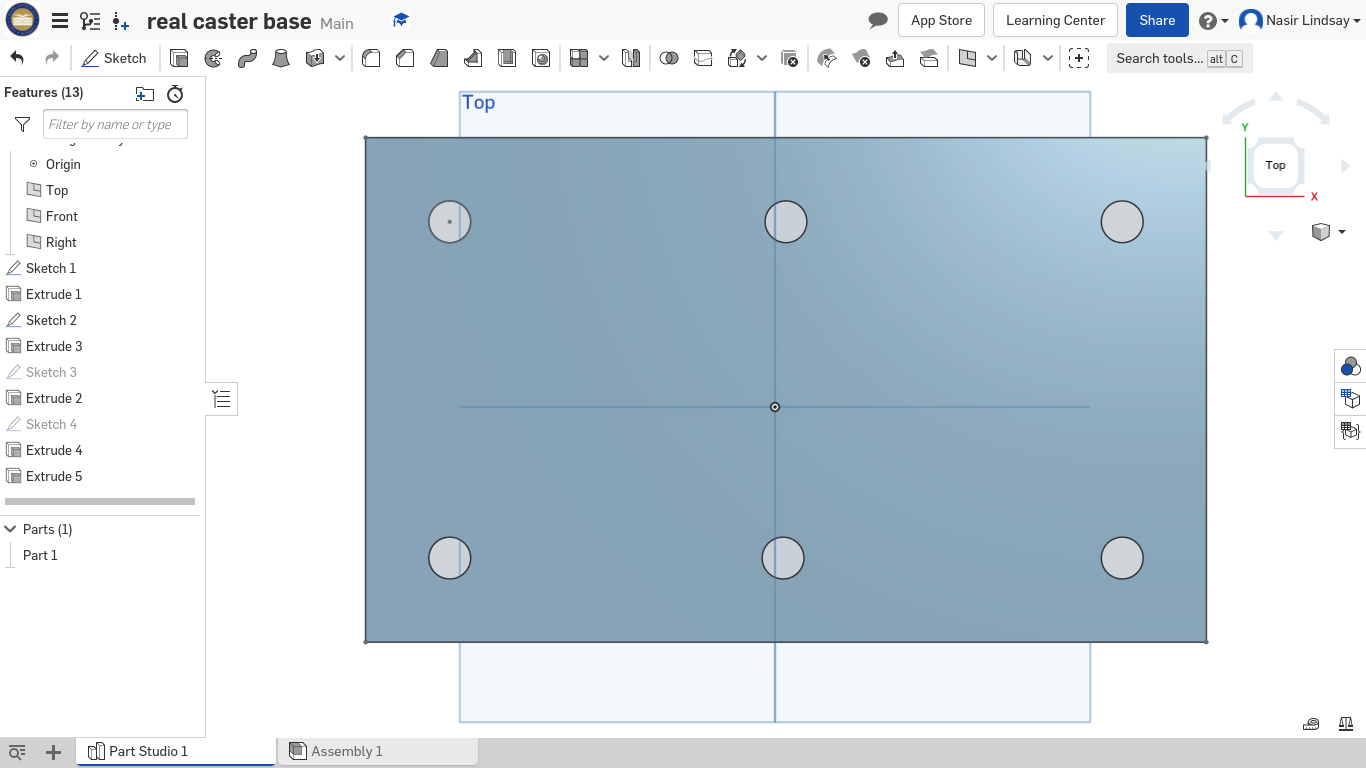 real caster base Main
App Store
Learning Center
Share
Nasir Lindsay
Sketch
Search tools... alt C
Features (13)
Filter by name or type
Origin
Top
Front
Right
Sketch 1
Extrude 1
Sketch 2
Extrude 3
Sketch 3
Extrude 2
Sketch 4
Extrude 4
Extrude 5
Parts (1)
Part 1
Top
Y
Top
X
Part Studio 1
Assembly 1